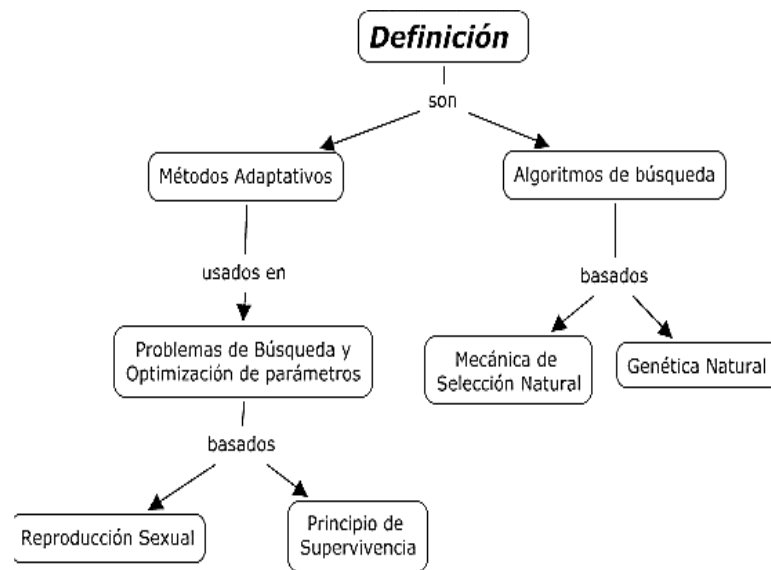 Definición
son
Métodos Adaptativos
Algoritmos de búsqueda
usados en
basados
Problemas de Búsqueda y
Optimización de parámetros
Mecánica de
Selección Natural
Genética Natural
basados
Reproducción Sexual
Principio de
Supervivencia